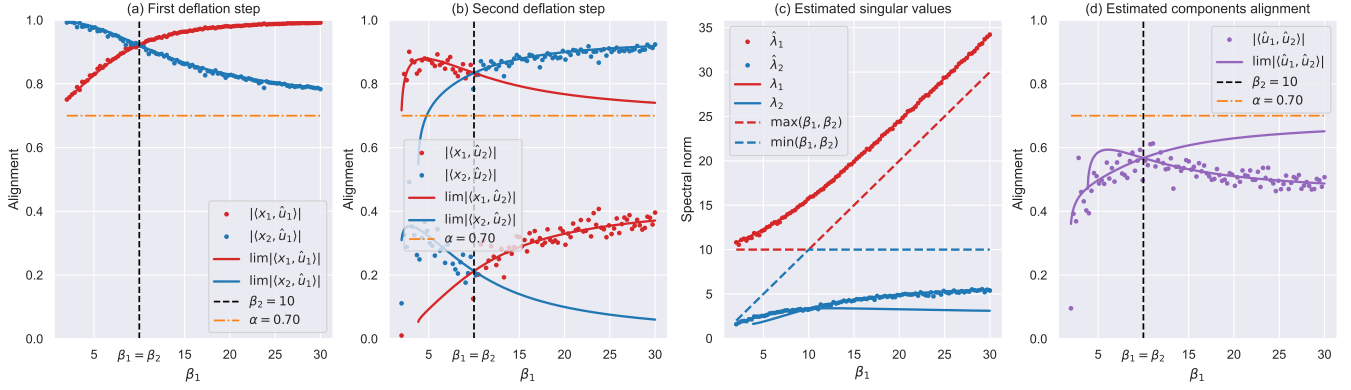 (a) First deflation step
Alignment
1.0
0.8
0.6
0.4
0.2
0.0
|⟨x₁, û₁⟩|
|⟨x₂, û₁⟩|
lim|⟨x₁, û₁⟩|
lim|⟨x₂, û₁⟩|
β₂ = 10
α = 0.70
5 β₁ = β₂ 15 20 25 30
β₁
(b) Second deflation step
Alignment
1.0
0.8
0.6
0.4
0.2
0.0
|⟨x₁, û₂⟩|
|⟨x₂, û₂⟩|
lim|⟨x₁, û₂⟩|
lim|⟨x₂, û₂⟩|
α = 0.70
5 β₁ = β₂ 15 20 25 30
β₁
(c) Estimated singular values
Spectral norm
35
30
25
20
15
10
5
0
λ̂₁
λ̂₂
λ₁
λ₂
max(β₁, β₂)
min(β₁, β₂)
5 10 15 20 25 30
β₁
(d) Estimated components alignment
Alignment
1.0
0.8
0.6
0.4
0.2
0.0
|⟨û₁, û₂⟩|
lim|⟨û₁, û₂⟩|
β₂ = 10
α = 0.70
5 β₁ = β₂ 15 20 25 30
β₁